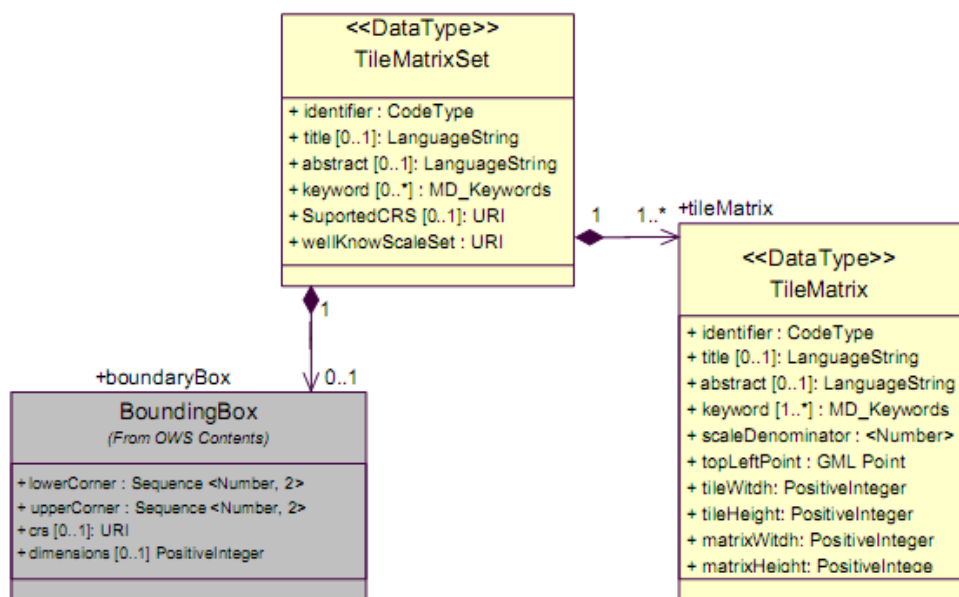 <<DataType>>
TileMatrixSet
+ identifier : CodeType
+ title [0..1]: LanguageString
+ abstract [0..1]: LanguageString
+ keyword [0..*] : MD_Keywords
+ SuportedCRS [0..1]: URI
+ wellKnowScaleSet : URI
1
1..*
+tileMatrix
1
0..1
+boundaryBox
<<DataType>>
TileMatrix
+ identifier : CodeType
+ title [0..1]: LanguageString
+ abstract [0..1]: LanguageString
+ keyword [1..*] : MD_Keywords
+ scaleDenominator : <Number>
+ topLeftPoint : GML Point
+ tileWitdh: PositiveInteger
+ tileHeight: PositiveInteger
+ matrixWitdh: PositiveInteger
+ matrixHeight: PositiveIntege
BoundingBox
(From OWS Contents)
+ lowerCorner : Sequence <Number, 2>
+ upperCorner : Sequence <Number, 2>
+ crs [0..1]: URI
+ dimensions [0..1] PositiveInteger